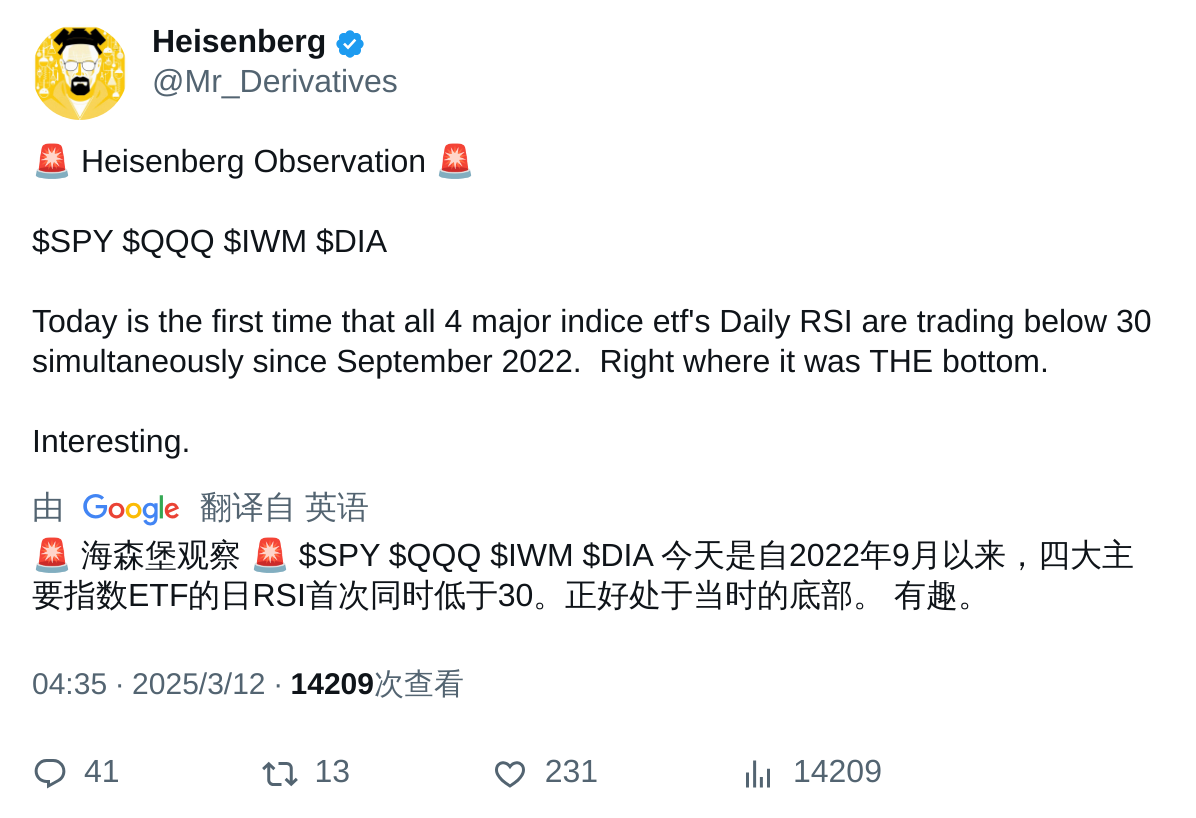 Heisenberg
@Mr_Derivatives
🚨 Heisenberg Observation 🚨
$SPY $QQQ $IWM $DIA
Today is the first time that all 4 major indice etf's Daily RSI are trading below 30
simultaneously since September 2022.  Right where it was THE bottom.
Interesting.
由 Google 翻译自 英语
🚨 海森堡观察 🚨 $SPY $QQQ $IWM $DIA 今天是自2022年9月以来，四大主
要指数ETF的日RSI首次同时低于30。正好处于当时的底部。 有趣。
04:35 · 2025/3/12 · 14209次查看
41 13 231 14209